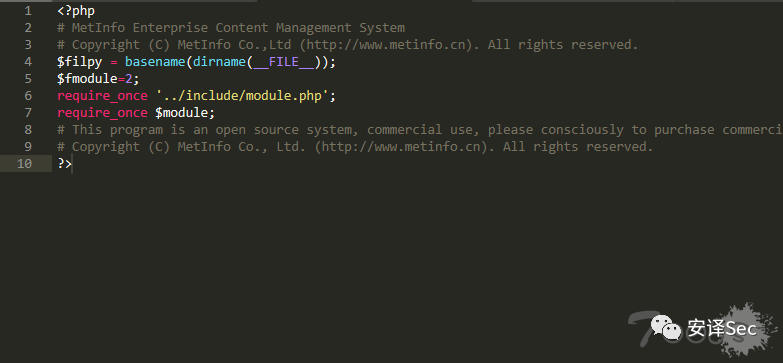 1 <?php
2 # MetInfo Enterprise Content Management System
3 # Copyright (C) MetInfo Co.,Ltd (http://www.metinfo.cn). All rights reserved.
4 $filpy = basename(dirname(__FILE__));
5 $fmodule=2;
6 require_once '../include/module.php';
7 require_once $module;
8 # This program is an open source system, commercial use, please consciously to purchase commerci
9 # Copyright (C) MetInfo Co., Ltd. (http://www.metinfo.cn). All rights reserved.
10 ?>
安译Sec